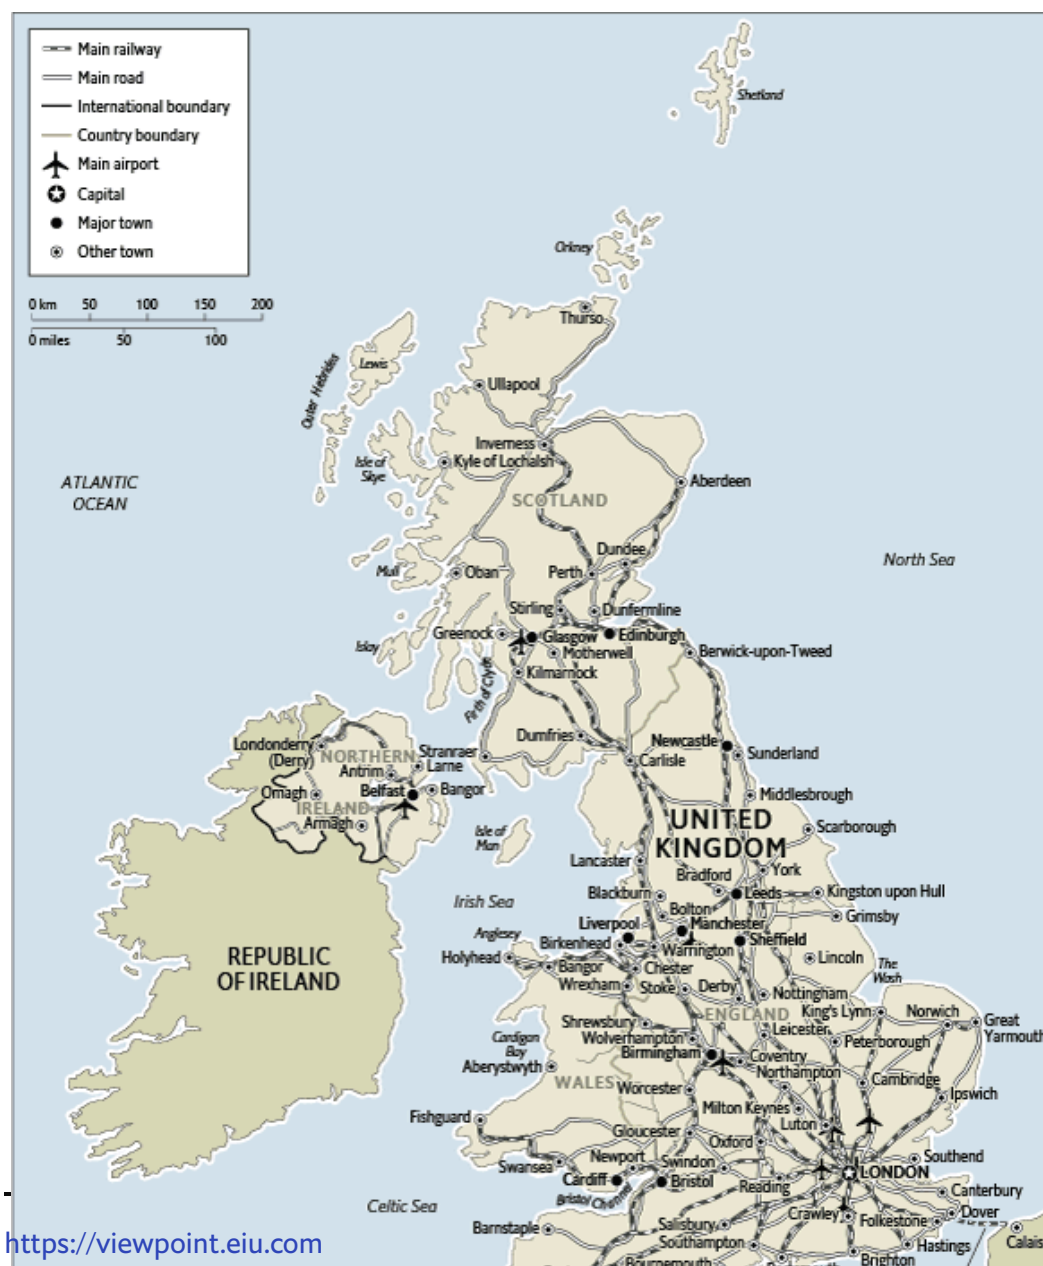 Main railway
Main road
International boundary
Country boundary
Main airport
Capital
Major town
Other town
0 km 50 100 150 200
0 miles 50 100
Shetland
Orkney
Thurso
Lewis
Outer Hebrides
Ullapool
Inverness
Isle of
Skye
Kyle of Lochalsh
ATLANTIC
OCEAN
SCOTLAND
Aberdeen
North Sea
Dundee
Mull
Oban
Perth
Stirling
Dunfermline
Greenock
Glasgow
Edinburgh
Islay
Motherwell
Berwick-upon-Tweed
Firth of Clyde
Kilmarnock
Dumfries
Newcastle
Londonderry
(Derry)
NORTHERN
IRELAND
Stranraer
Larne
Carlisle
Sunderland
Antrim
Omagh
Belfast
Bangor
Middlesbrough
Armagh
Isle of
Man
UNITED
KINGDOM
Scarborough
Lancaster
Bradford
York
Blackburn
Leeds
Kingston upon Hull
Irish Sea
Bolton
Grimsby
Liverpool
Manchester
Anglesey
Birkenhead
Warrington
Sheffield
REPUBLIC
OF IRELAND
Holyhead
Bangor
Chester
Lincoln
The
Wash
Wrexham
Stoke
Derby
Nottingham
ENGLAND
King's Lynn
Norwich
Great
Yarmouth
Shrewsbury
Leicester
Cardigan
Bay
Wolverhampton
Peterborough
Birmingham
Coventry
Aberystwyth
Northampton
WALES
Worcester
Cambridge
Ipswich
Fishguard
Milton Keynes
Luton
Gloucester
Oxford
Newport
Swansea
Swindon
Southend
Cardiff
Bristol
LONDON
Bristol Channel
Reading
Canterbury
Celtic Sea
Crawley
Dover
Barnstaple
Salisbury
Folkestone
Southampton
Hastings
Calais
https://viewpoint.eiu.com
Bournemouth
Brighton